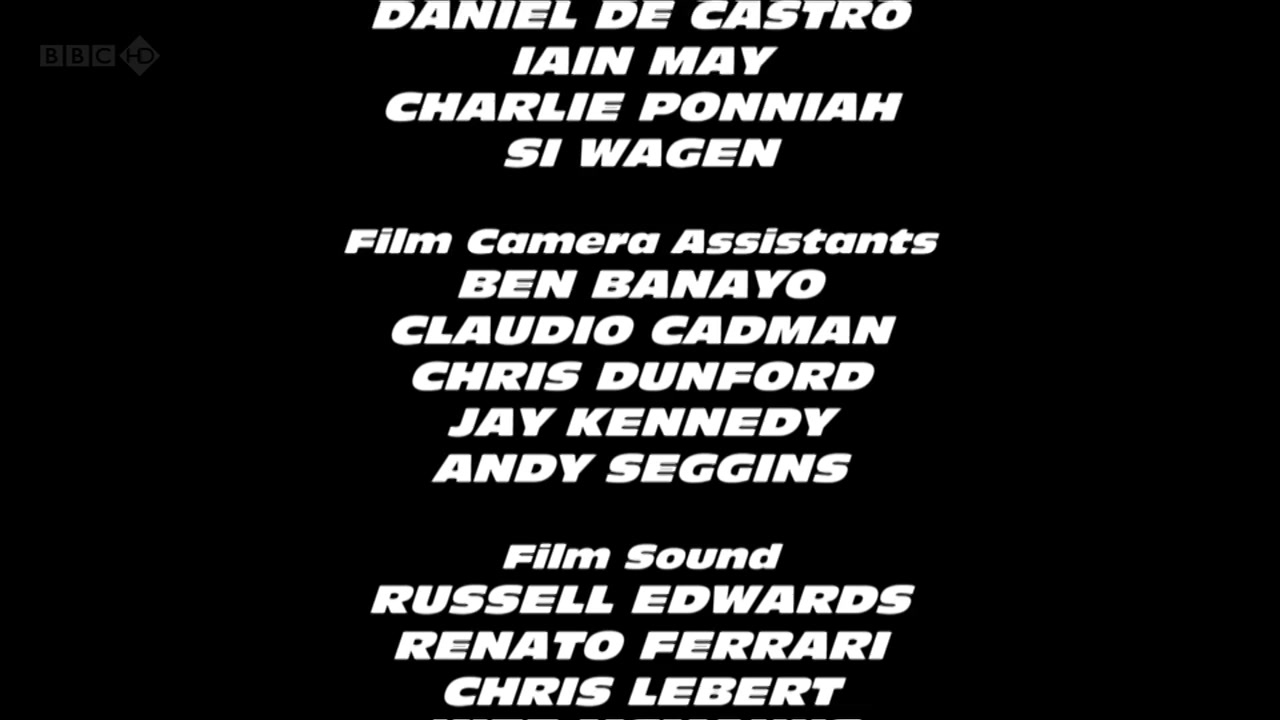 DANIEL DE CASTRO
BBC HD
IAIN MAY
CHARLIE PONNIAH
SI WAGEN
Film Camera Assistants
BEN BANAYO
CLAUDIO CADMAN
CHRIS DUNFORD
JAY KENNEDY
ANDY SEGGINS
Film Sound
RUSSELL EDWARDS
RENATO FERRARI
CHRIS LEBERT